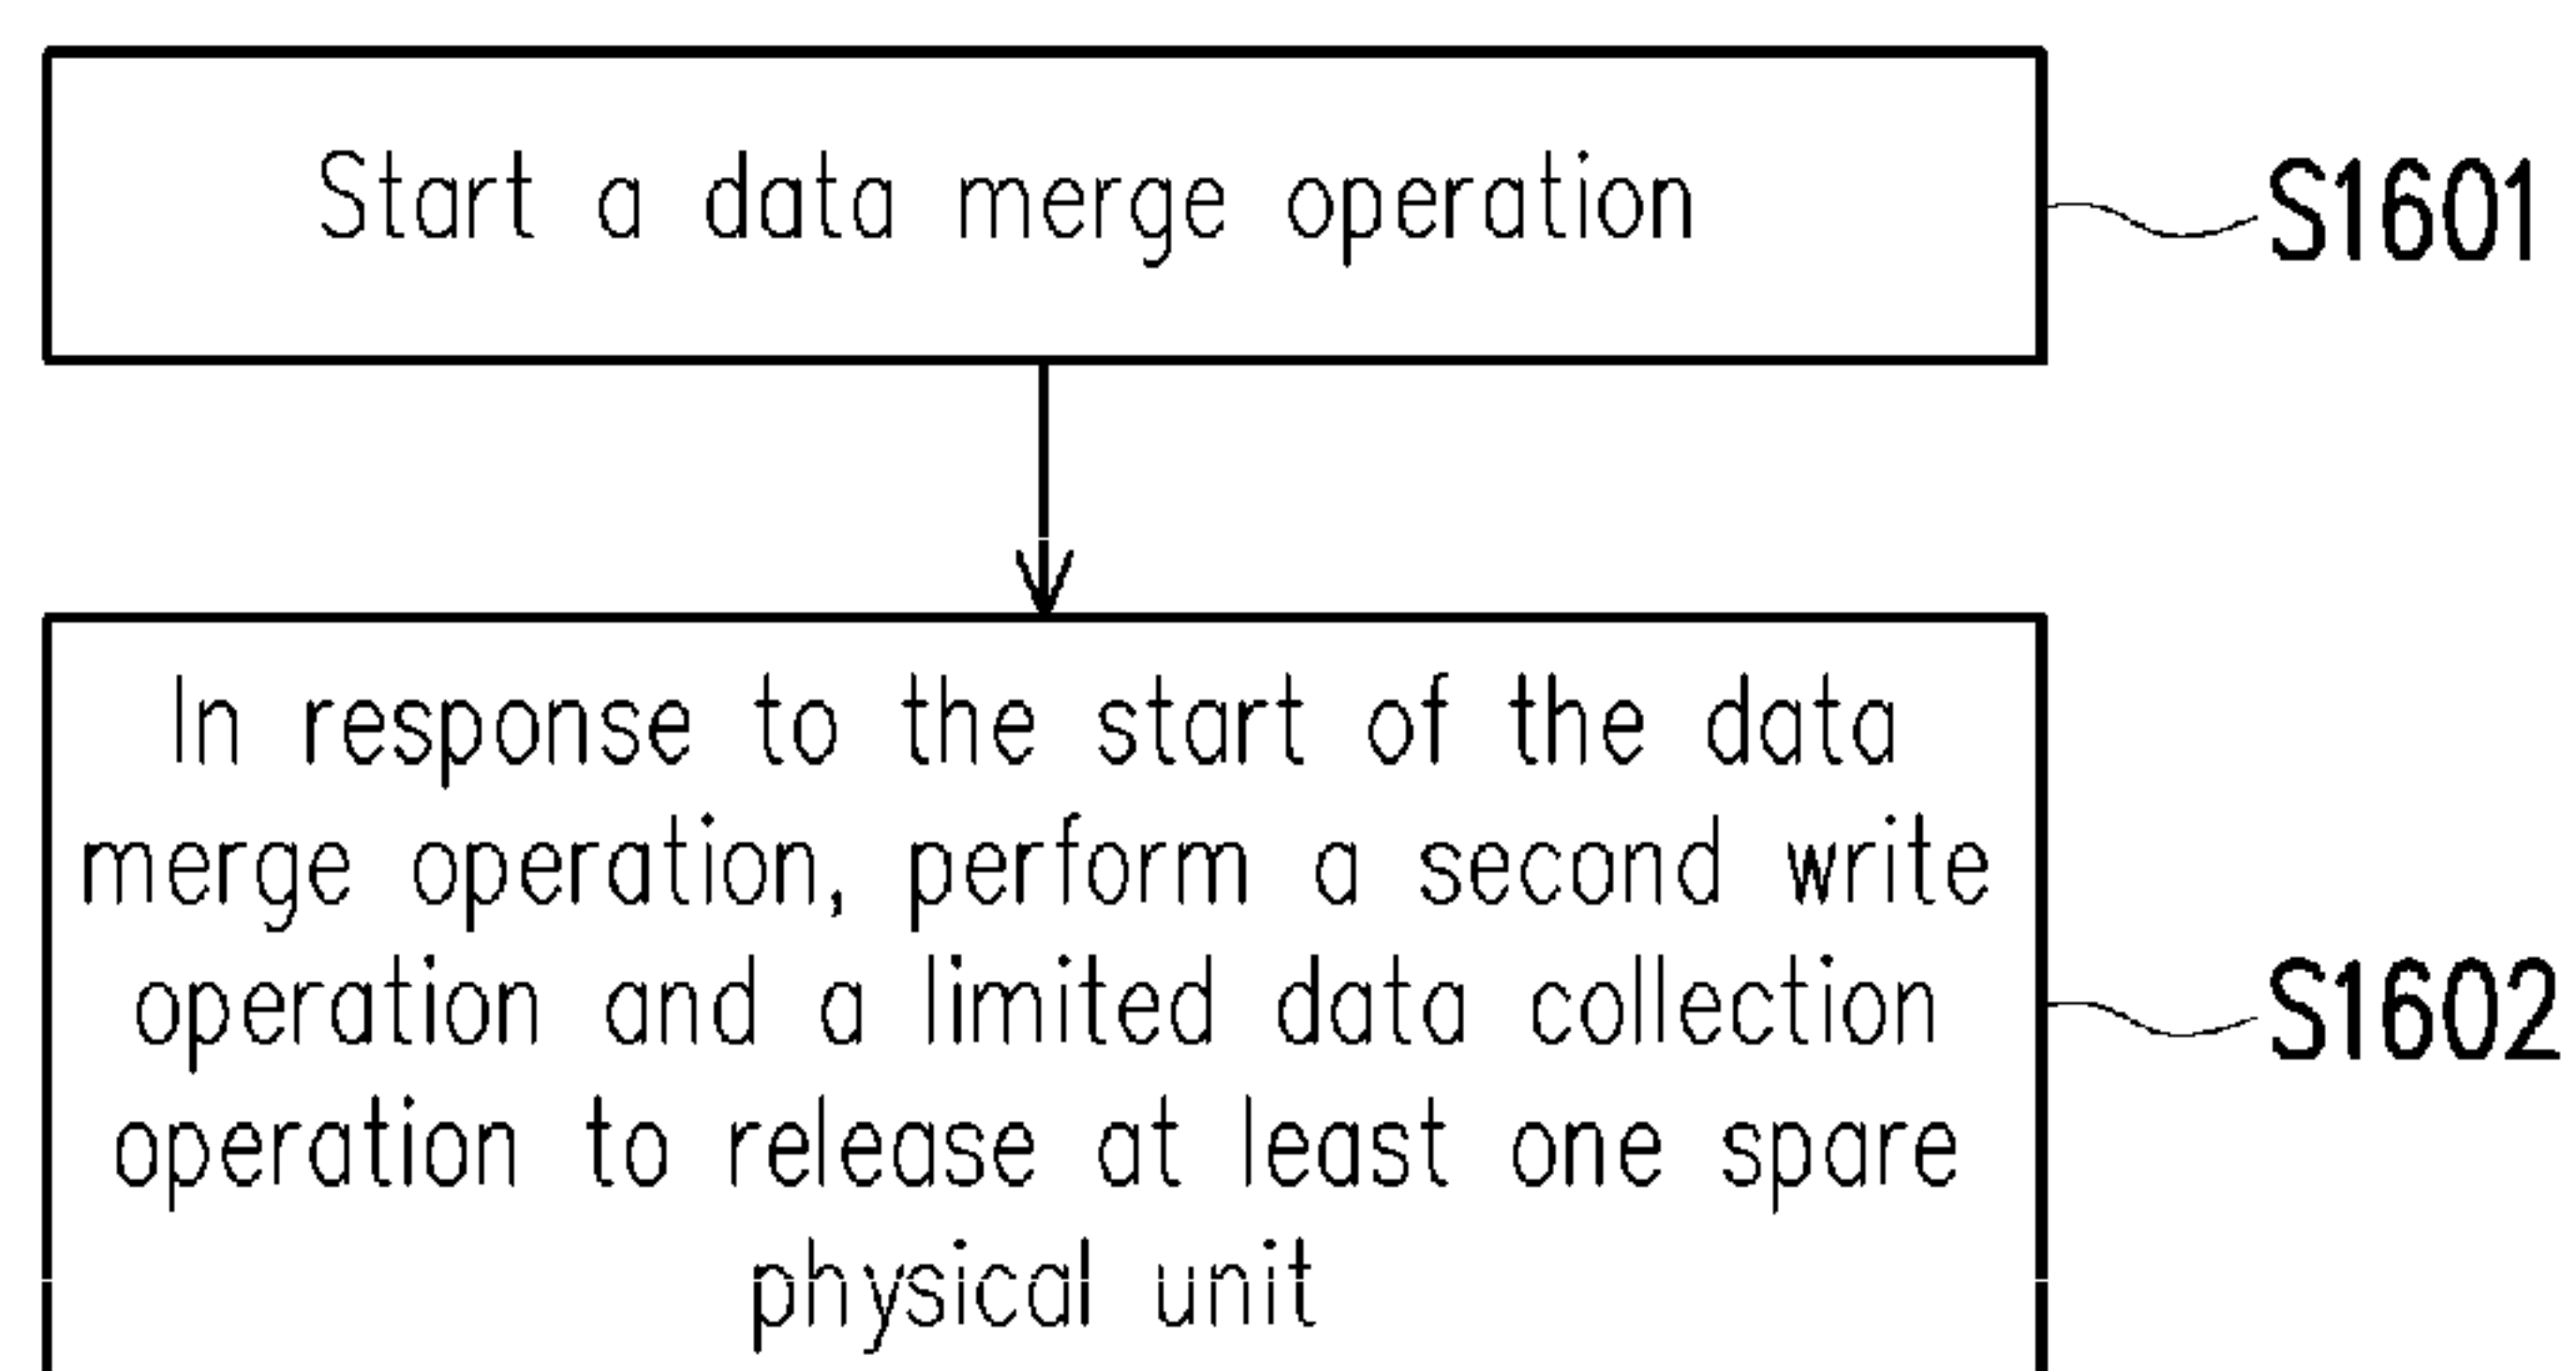 Start a data merge operation
S1601
In response to the start of the data
merge operation, perform a second write
operation and a limited data collection
operation to release at least one spare
physical unit
S1602